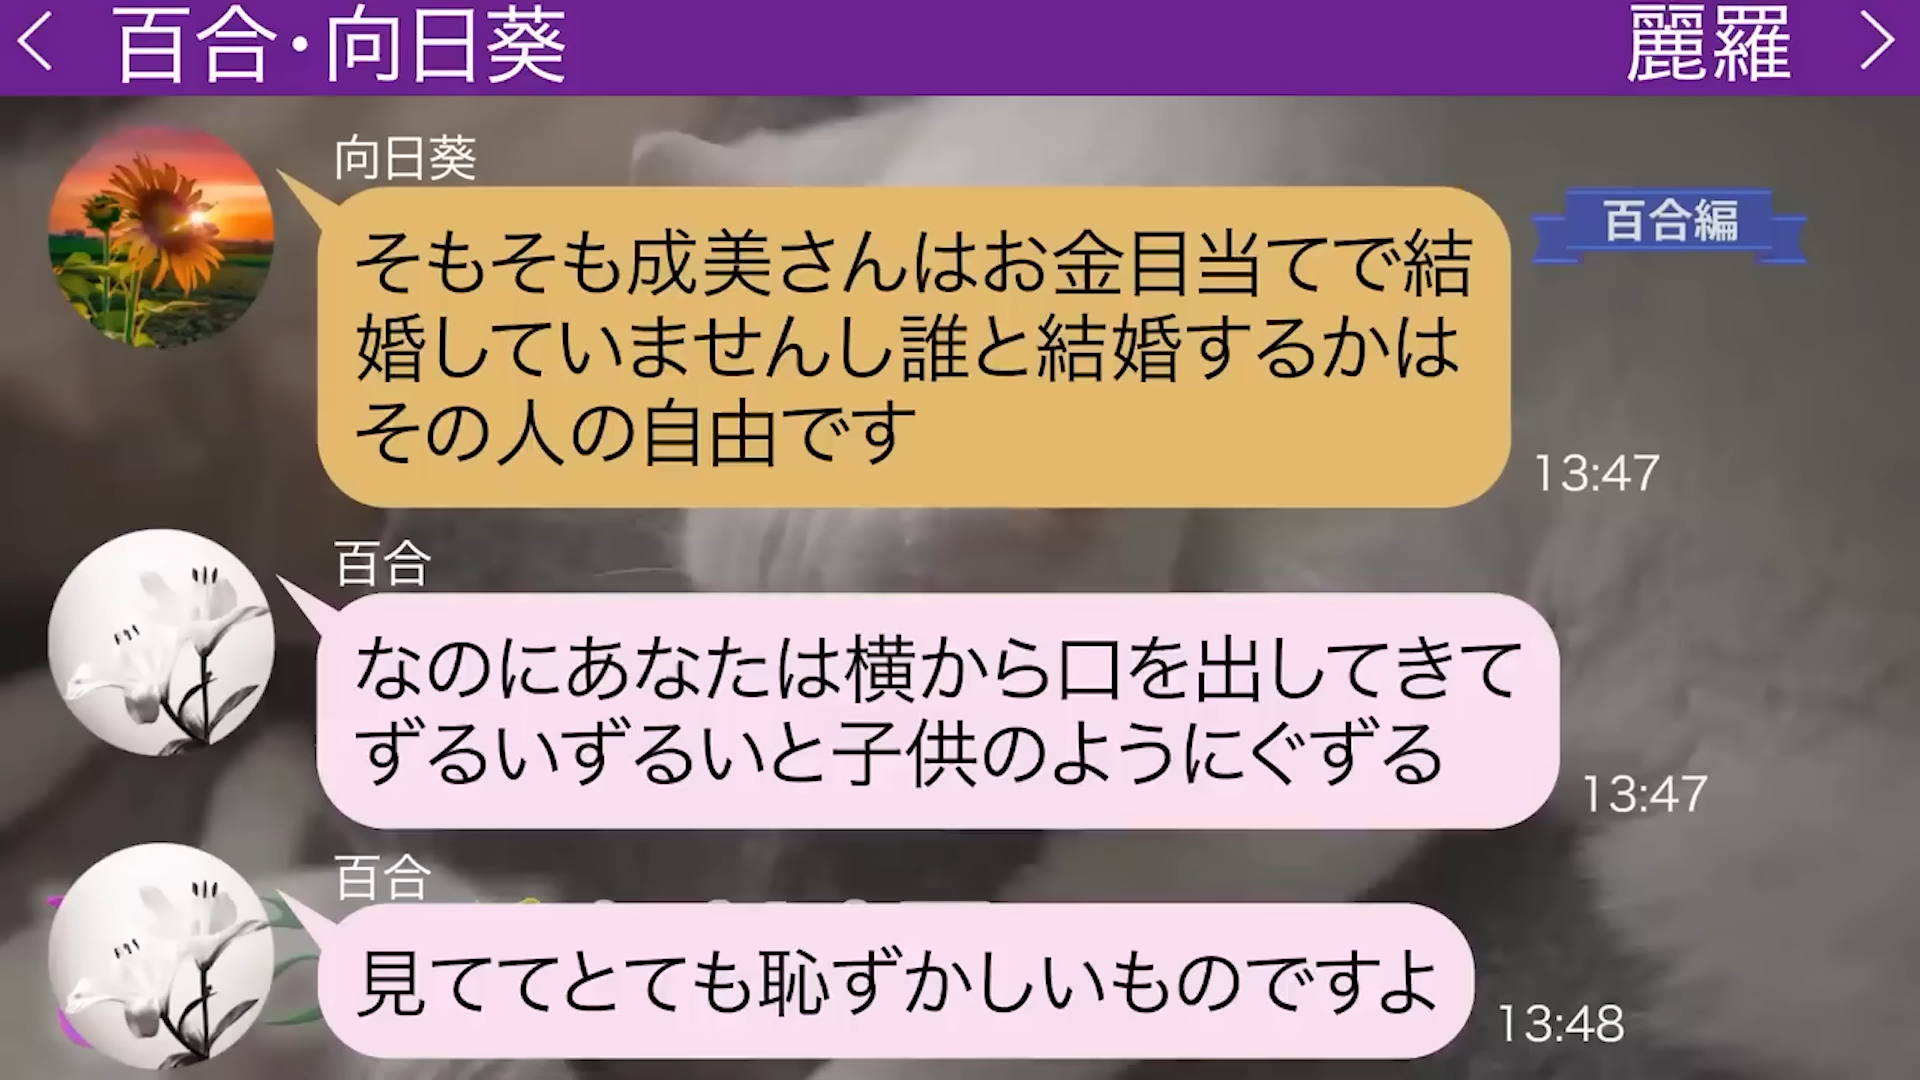 百合・向日葵
麗羅
向日葵
百合編
そもそも成美さんはお金目当てで結
婚していませんし誰と結婚するかは
その人の自由です
13:47
百合
なのにあなたは横から口を出してきて
ずるいずるいと子供のようにぐずる
13:47
百合
見ててとても恥ずかしいものですよ
13:48